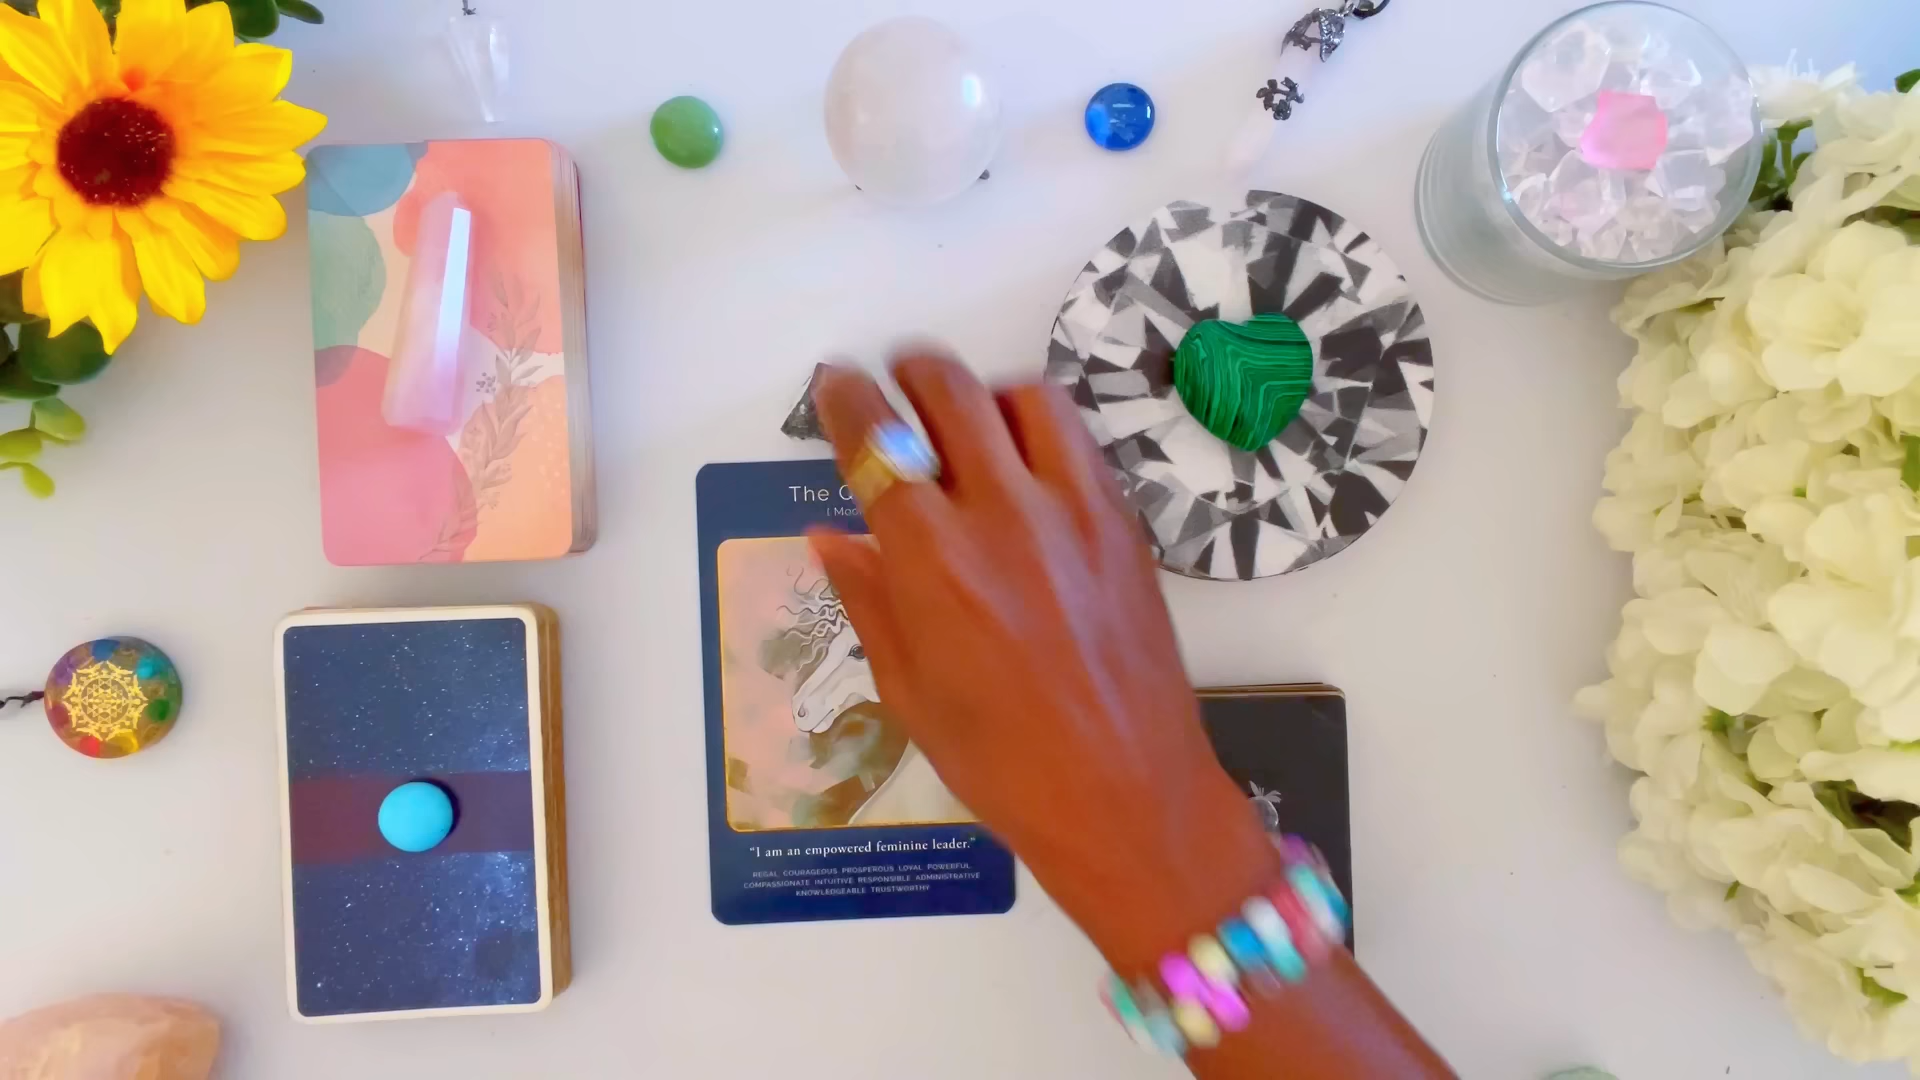 The
"I am an empowered feminine leader."
REGAL COURAGEOUS PROSPEROUS LOYAL POWERFUL
COMPASSIONATE INTUITIVE RESPONSIBLE ADMINISTRATIVE
KNOWLEDGEABLE TRUSTWORTHY